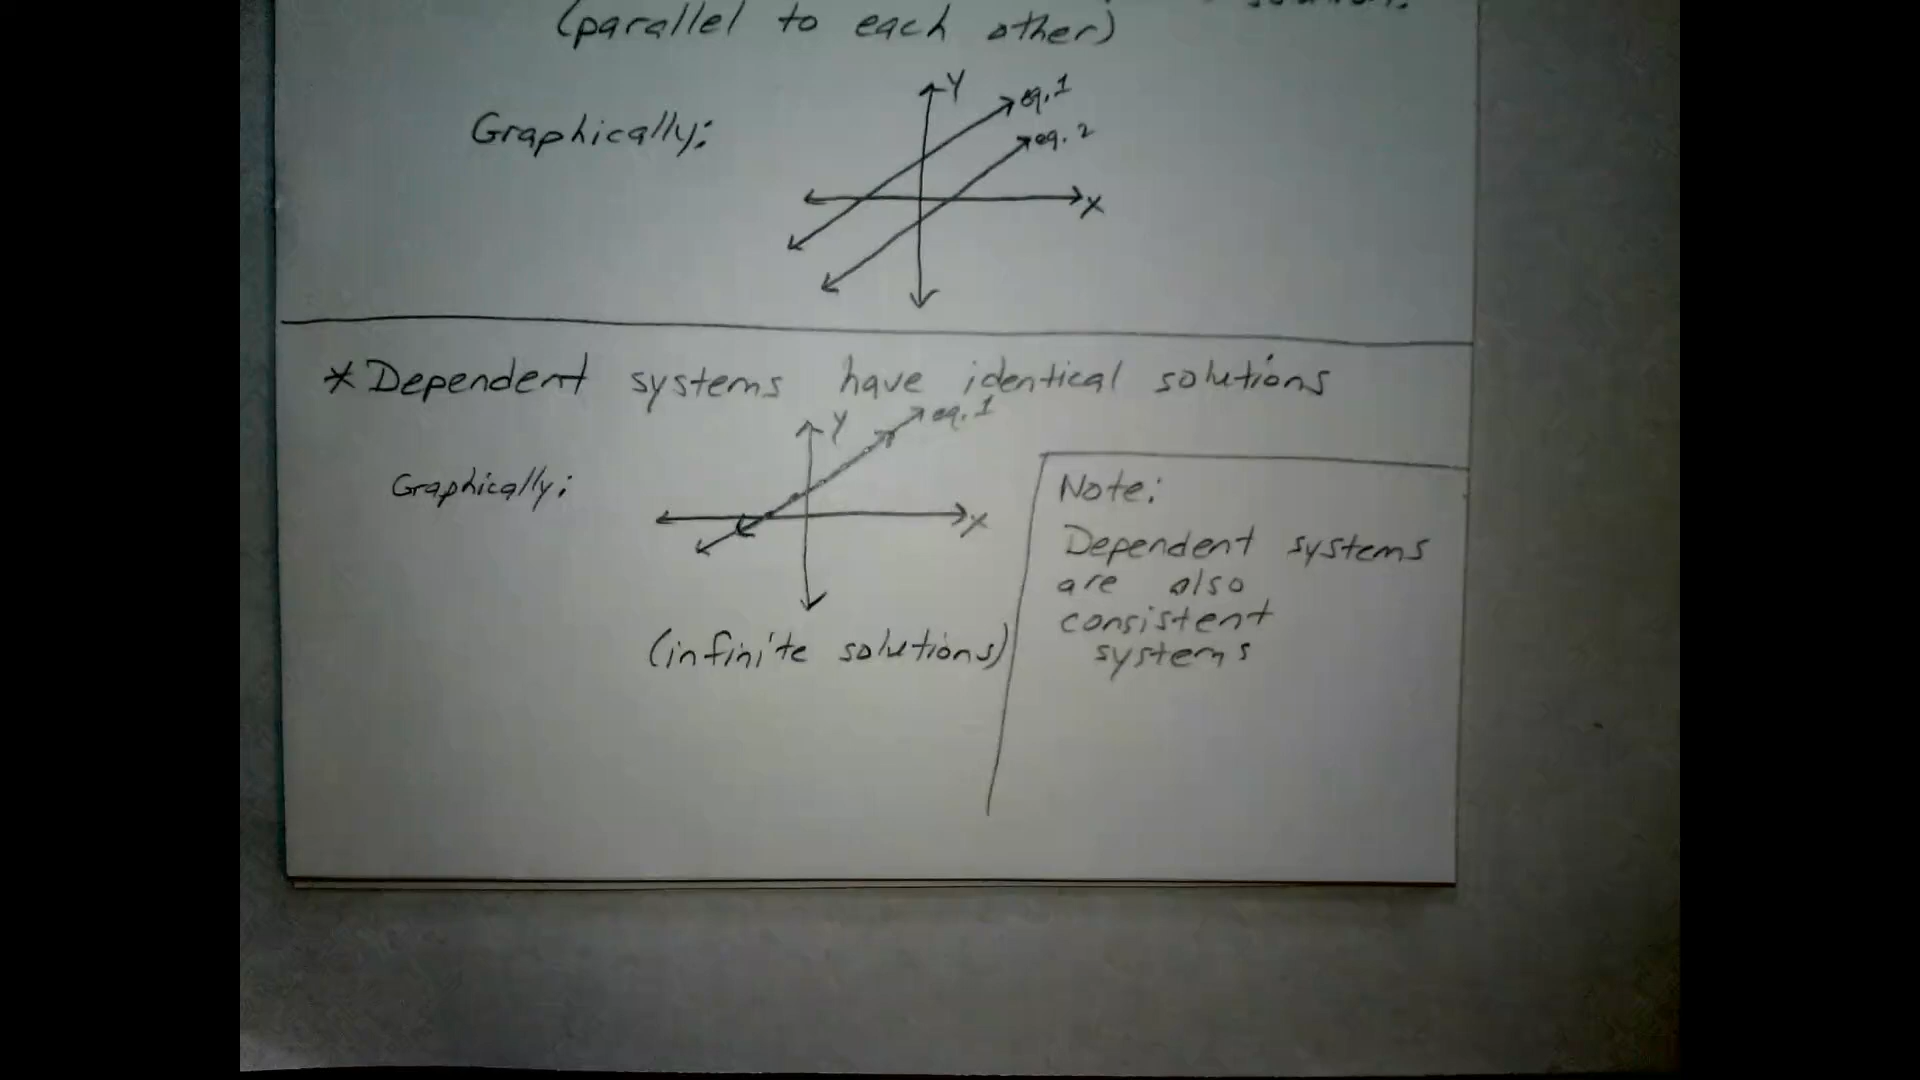 (parallel to each other)
Graphically:
Y
eq. 1
eq. 2
X
*Dependent systems have identical solutions
Graphically:
Y
eq. 1
X
(infinite solutions)
Note:
Dependent systems
are also
consistent
systems